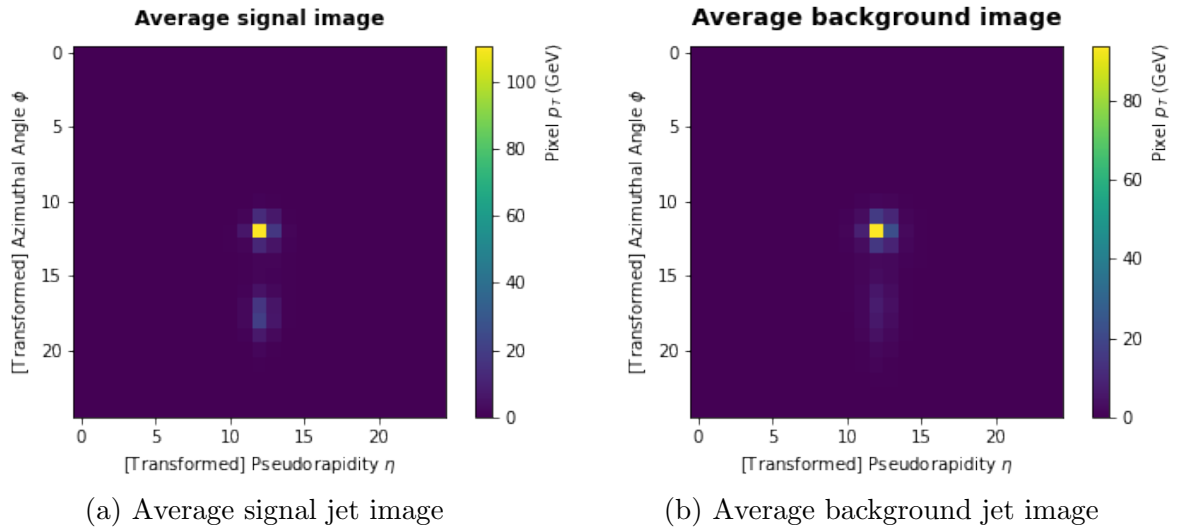 Average signal image
0
5
10
15
20
0 5 10 15 20
[Transformed] Azimuthal Angle ϕ
[Transformed] Pseudorapidity η
100
80
60
40
20
0
Pixel p_T (GeV)
(a) Average signal jet image
Average background image
0
5
10
15
20
0 5 10 15 20
[Transformed] Azimuthal Angle ϕ
[Transformed] Pseudorapidity η
80
60
40
20
0
Pixel p_T (GeV)
(b) Average background jet image